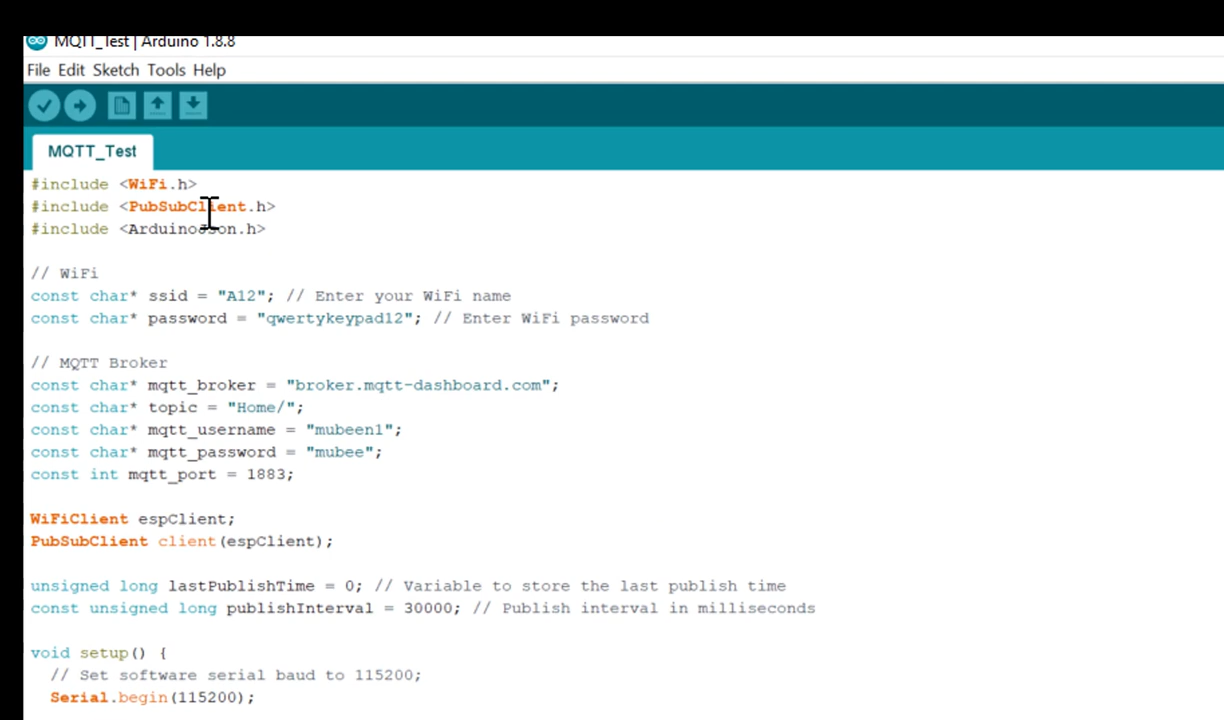 MQTT_Test | Arduino 1.8.8
File Edit Sketch Tools Help
MQTT_Test
#include <WiFi.h>
#include <PubSubClient.h>
#include <ArduinoJson.h>
// WiFi
const char* ssid = "A12"; // Enter your WiFi name
const char* password = "qwertykeypad12"; // Enter WiFi password
// MQTT Broker
const char* mqtt_broker = "broker.mqtt-dashboard.com";
const char* topic = "Home/";
const char* mqtt_username = "mubeen1";
const char* mqtt_password = "mubee";
const int mqtt_port = 1883;
WiFiClient espClient;
PubSubClient client(espClient);
unsigned long lastPublishTime = 0; // Variable to store the last publish time
const unsigned long publishInterval = 30000; // Publish interval in milliseconds
void setup() {
// Set software serial baud to 115200;
Serial.begin(115200);